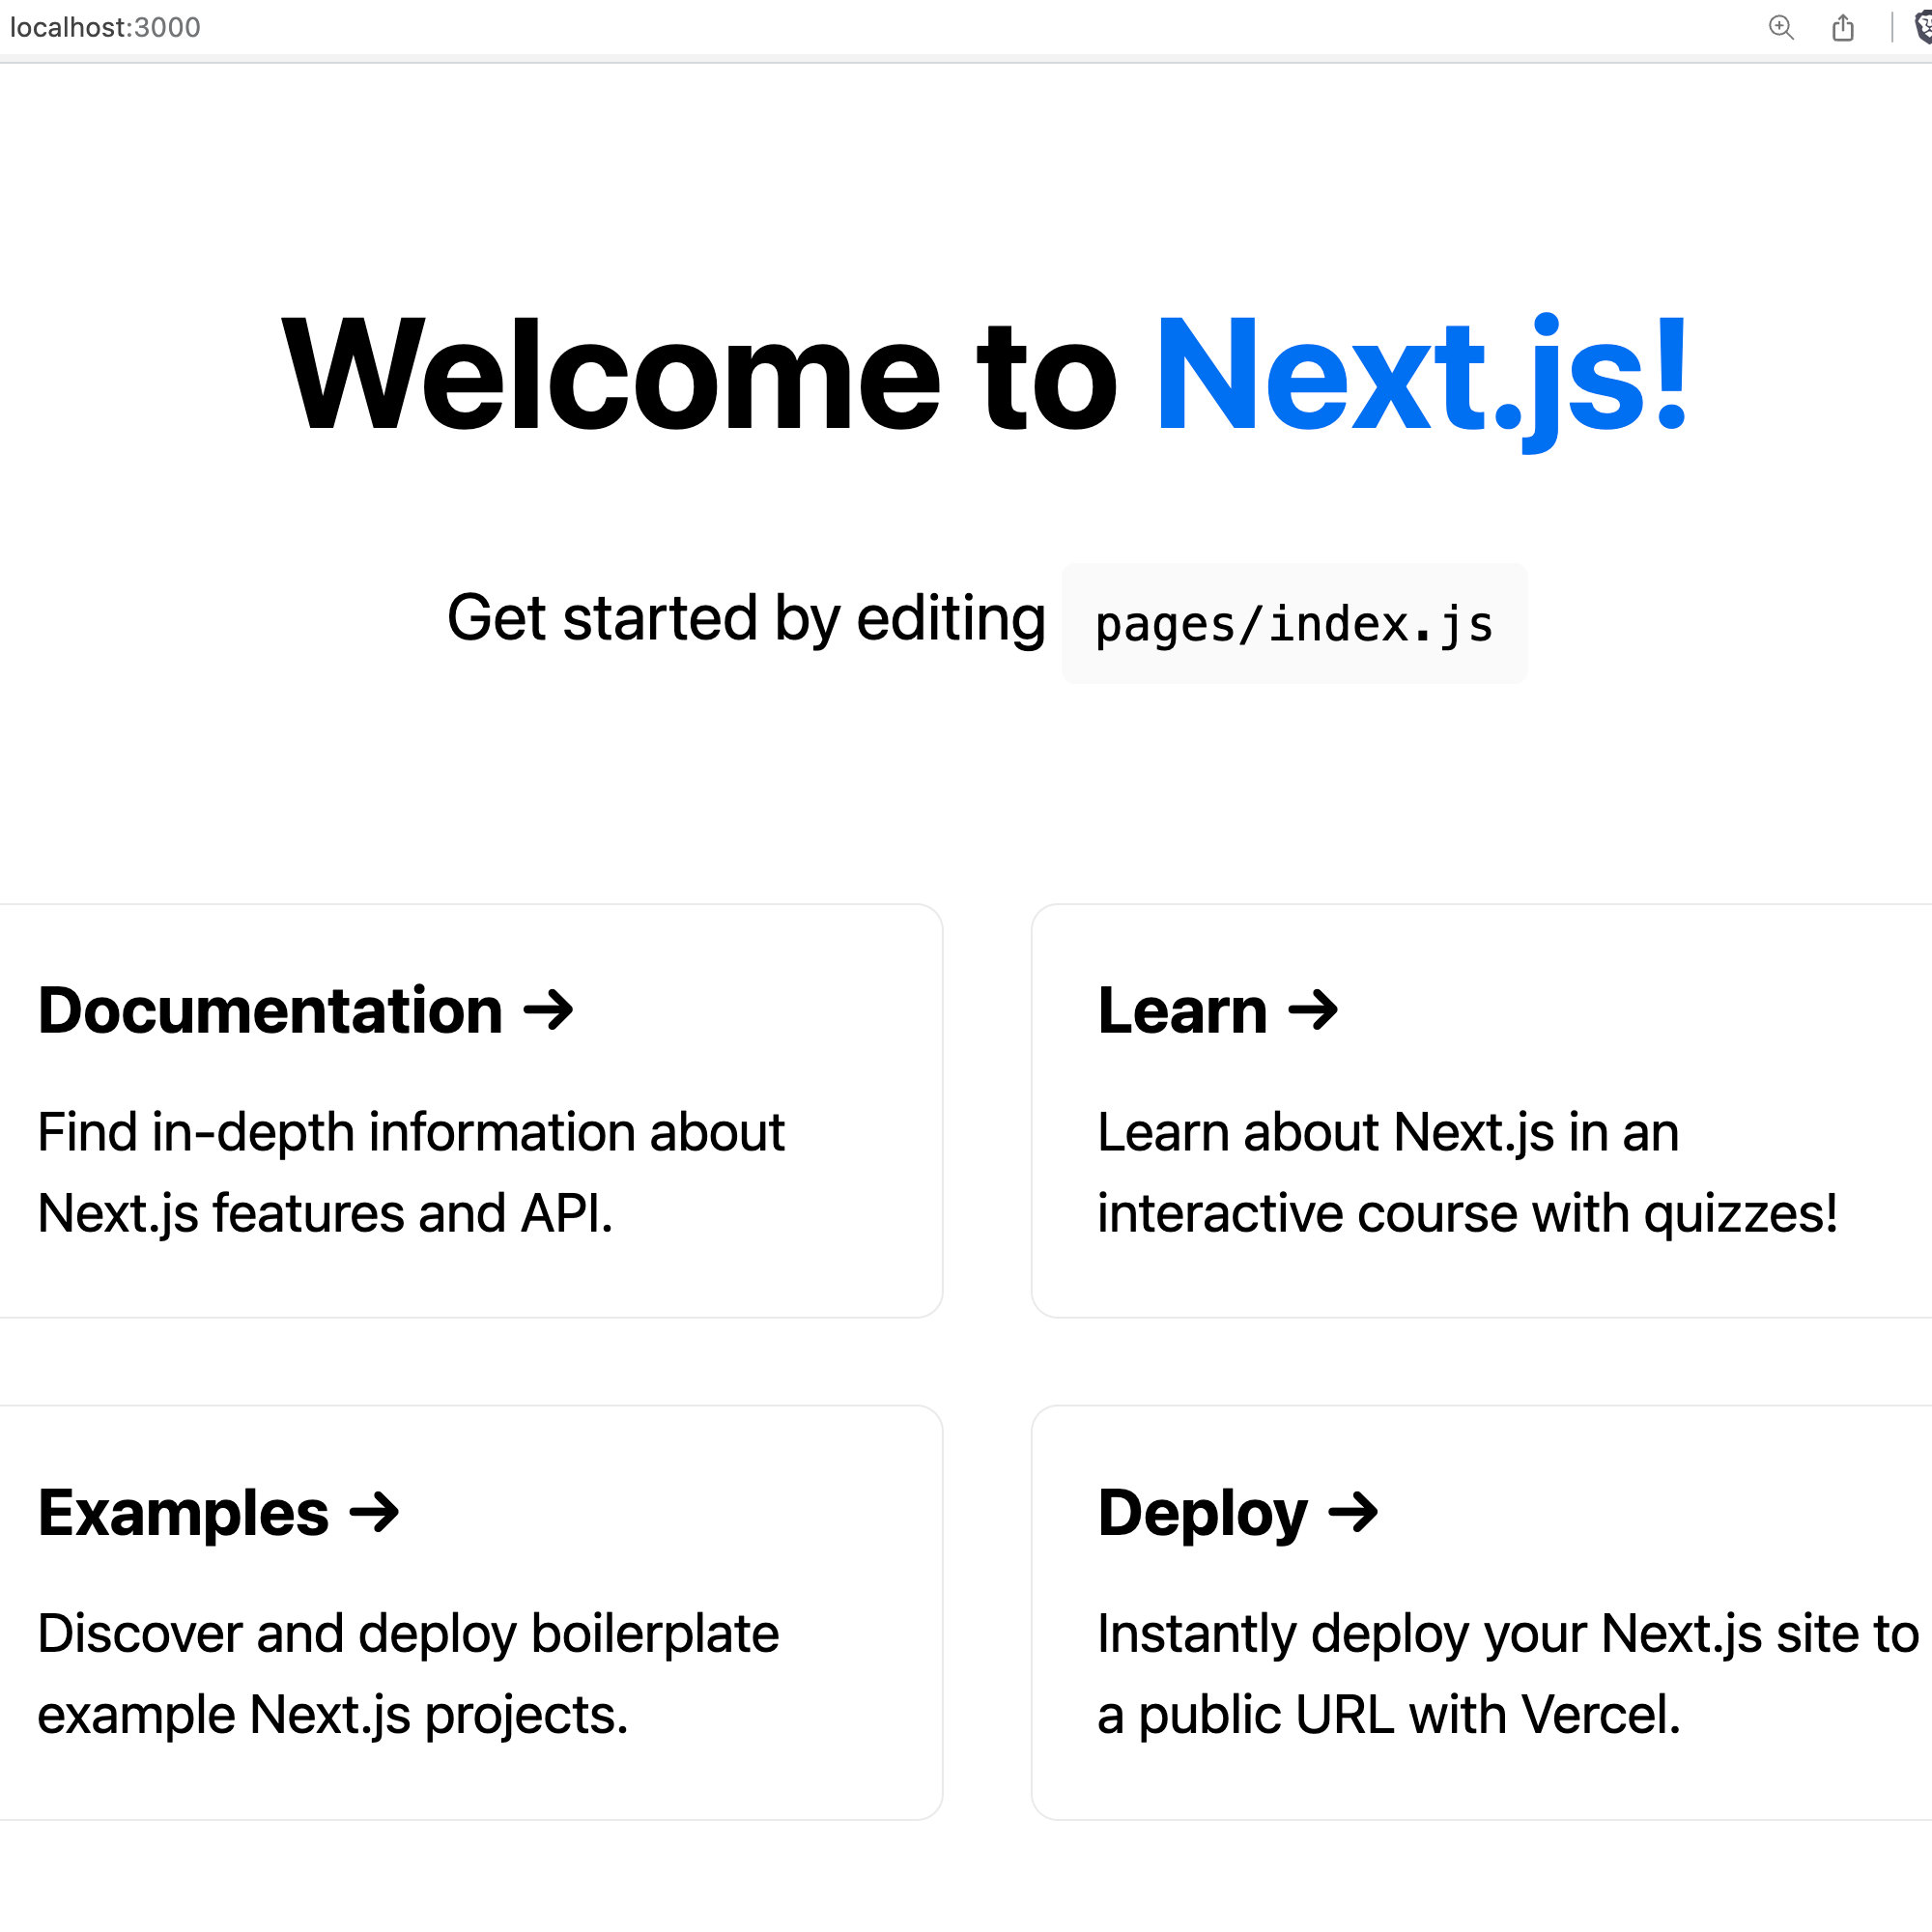 localhost:3000
Welcome to Next.js!
Get started by editing pages/index.js
Documentation →
Find in-depth information about
Next.js features and API.
Learn →
Learn about Next.js in an
interactive course with quizzes!
Examples →
Discover and deploy boilerplate
example Next.js projects.
Deploy →
Instantly deploy your Next.js site to
a public URL with Vercel.